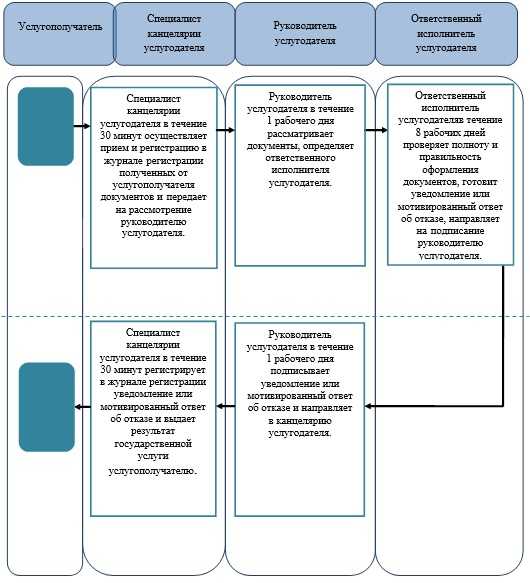 Услугополучатель
Специалист
канцелярии
услугодателя
Руководитель
услугодателя
Ответственный
исполнитель
услугодателя
Специалист
канцелярии
услугодателя в течение
30 минут осуществляет
прием и регистрацию в
журнале регистрации
полученных от
услугополучателя
документов и передает
на рассмотрение
руководителю
услугодателя.
Руководитель
услугодателя в течение
1 рабочего дня
рассматривает
документы, определяет
ответственного
исполнителя
услугодателя.
Ответственный
исполнитель
услугодателяв течение
8 рабочих дней
проверяет полноту и
правильность
оформления
документов, готовит
уведомление или
мотивированный ответ
об отказе, направляет
на подписание
руководителю
услугодателя.
Специалист
канцелярии
услугодателя в течение
30 минут регистрирует
в журнале регистрации
уведомление или
мотивированный ответ
об отказе и выдает
результат
государственной
услуги
услугополучателю.
Руководитель
услугодателя в течение
1 рабочего дня
подписывает
уведомление или
мотивированный ответ
об отказе и направляет
в канцелярию
услугодателя.